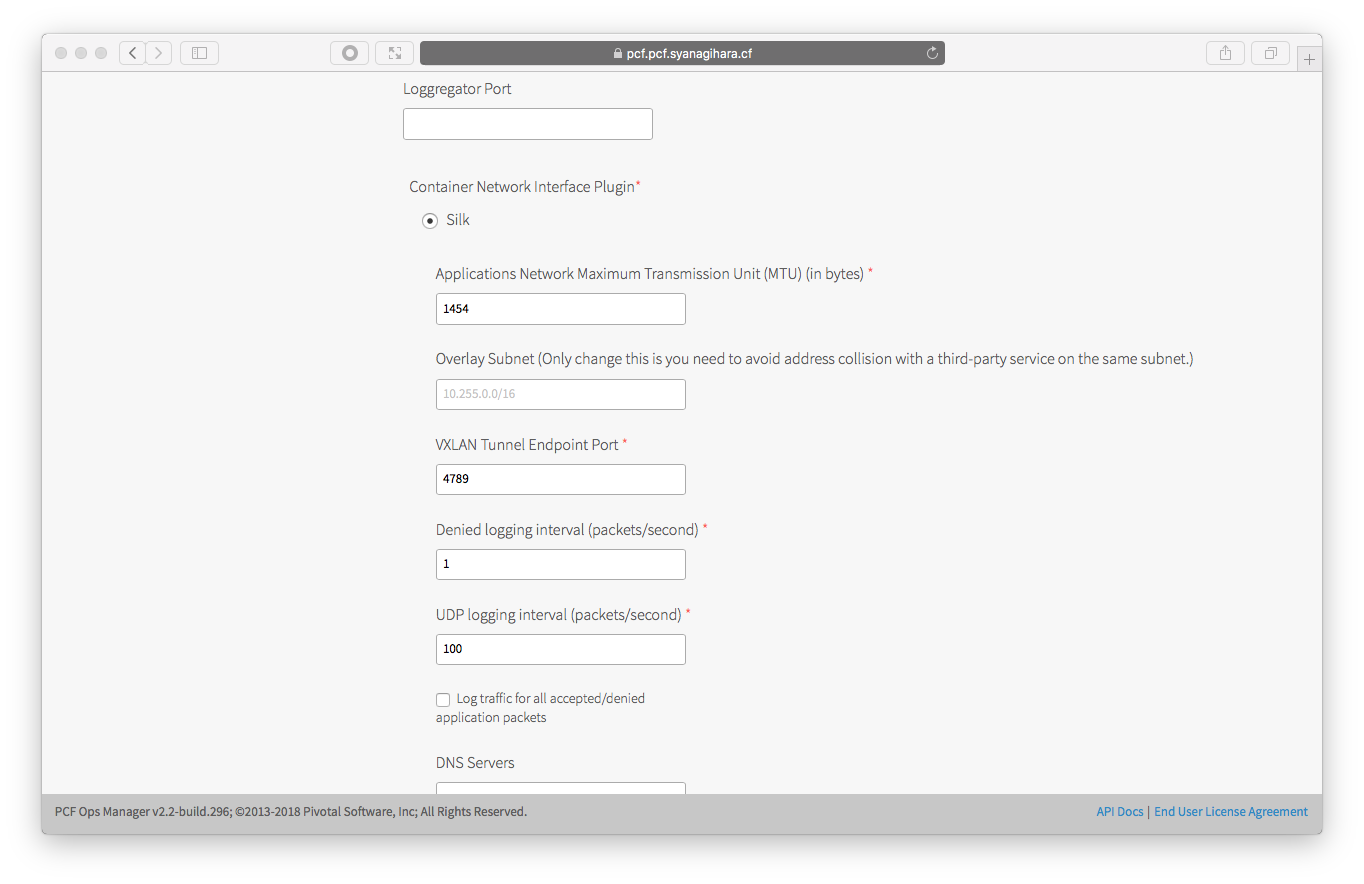 pcf.pcf.syanagihara.cf
Loggregator Port
Container Network Interface Plugin*
Silk
Applications Network Maximum Transmission Unit (MTU) (in bytes) *
1454
Overlay Subnet (Only change this is you need to avoid address collision with a third-party service on the same subnet.)
10.255.0.0/16
VXLAN Tunnel Endpoint Port *
4789
Denied logging interval (packets/second) *
1
UDP logging interval (packets/second) *
100
Log traffic for all accepted/denied
application packets
DNS Servers
PCF Ops Manager v2.2-build.296; ©2013-2018 Pivotal Software, Inc; All Rights Reserved.
API Docs | End User License Agreement